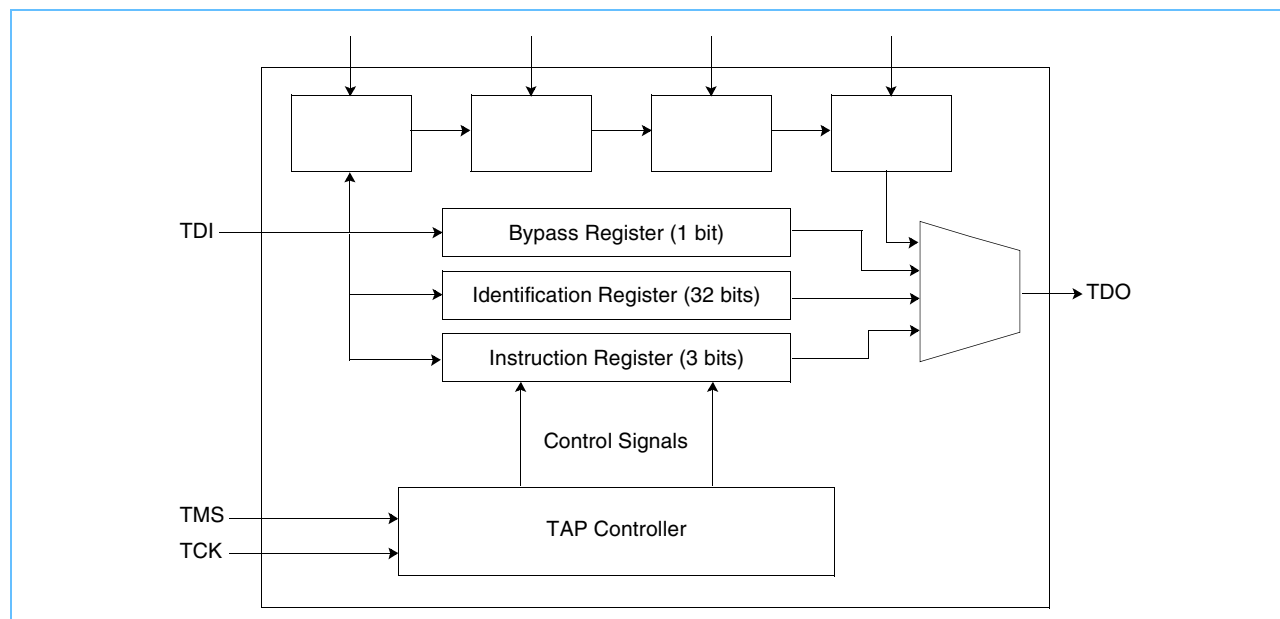 TDI
Bypass Register (1 bit)
Identification Register (32 bits)
TDO
Instruction Register (3 bits)
Control Signals
TMS
TCK
TAP Controller